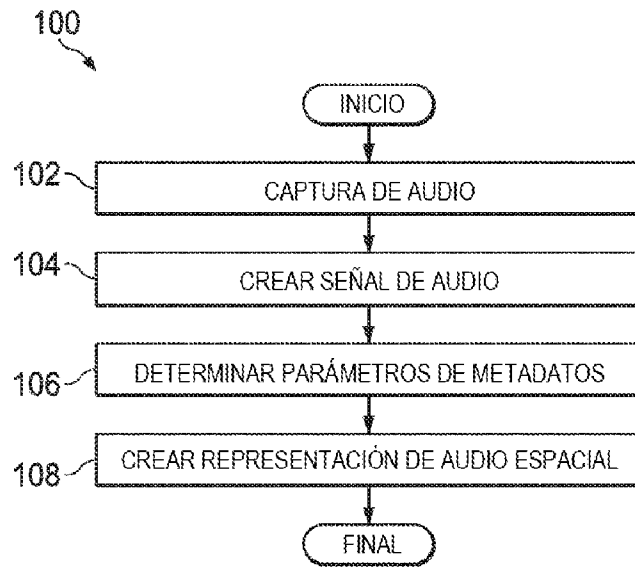 100
INICIO
102
CAPTURA DE AUDIO
104
CREAR SEÑAL DE AUDIO
106
DETERMINAR PARÁMETROS DE METADATOS
108
CREAR REPRESENTACIÓN DE AUDIO ESPACIAL
FINAL